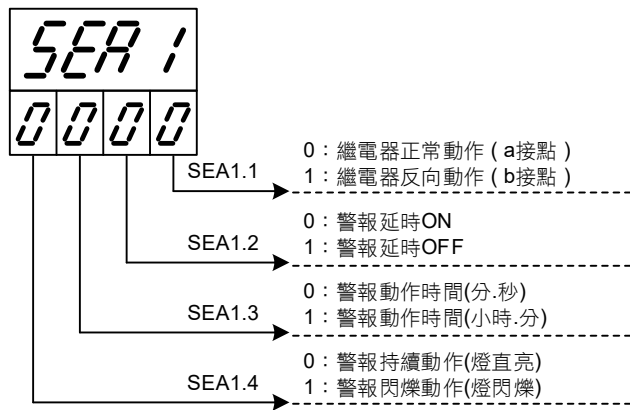 SEA1
0000
SEA1.1
0：繼電器正常動作 ( a接點 )
1：繼電器反向動作 ( b接點 )
SEA1.2
0：警報延時ON
1：警報延時OFF
SEA1.3
0：警報動作時間(分.秒)
1：警報動作時間(小時.分)
SEA1.4
0：警報持續動作(燈直亮)
1：警報閃爍動作(燈閃爍)